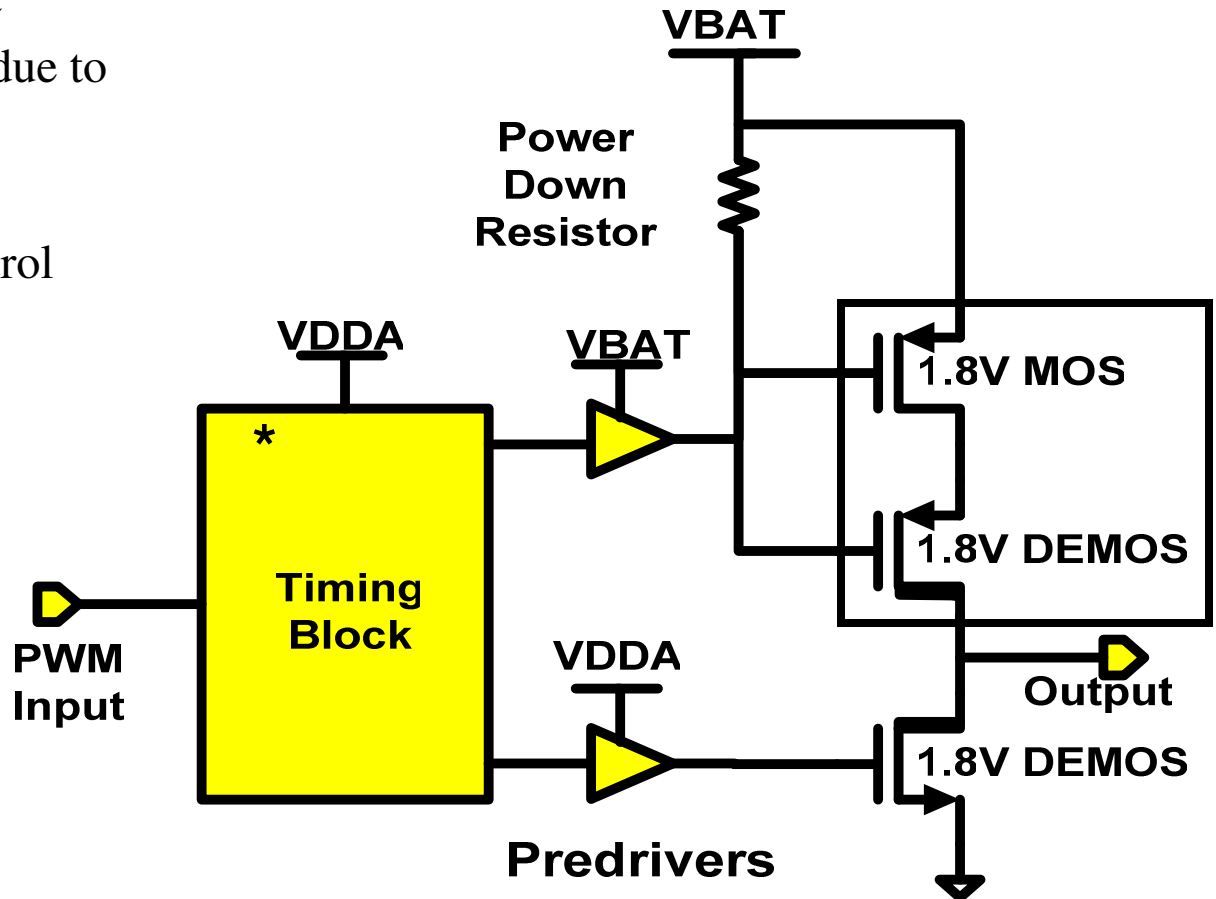 due to
VBAT
Power
Down
Resistor
rol
VDDA
VBAT
1.8V MOS
*
1.8V DEMOS
Timing
Block
PWM
Input
VDDA
Output
1.8V DEMOS
Predrivers